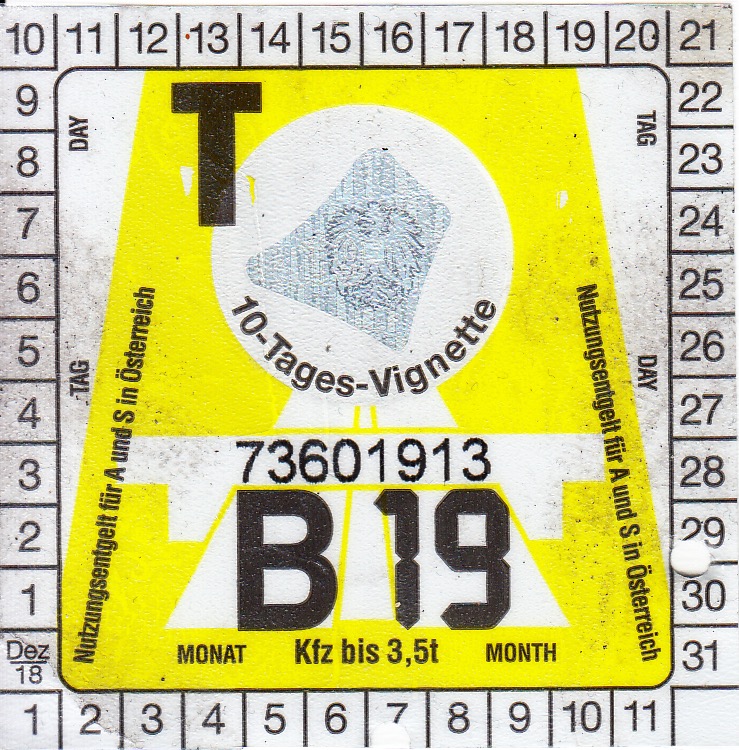 10 11 12 13 14 15 16 17 18 19 20 21
9 22
DAY T TAG
8 23
7 24
6 25
5 26
4 27
3 28
2 29
1 30
Dez 18 31
TAG DAY
Nutzungsentgelt für A und S in Österreich
Nutzungsentgelt für A und S in Österreich
10-Tages-Vignette
73601913
B 19
MONAT Kfz bis 3,5t MONTH
1 2 3 4 5 6 7 8 9 10 11